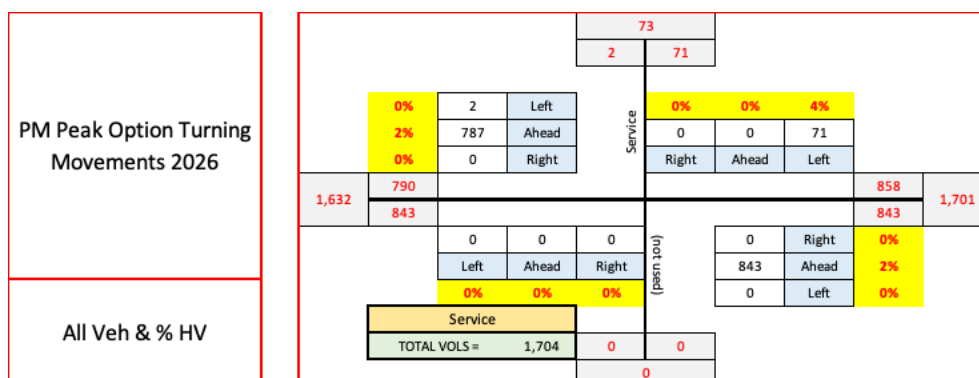 73
2 71
0% 2 Left 0% 0% 4%
PM Peak Option Turning 2% 787 Ahead Service 0 0 71
Movements 2026 0% 0 Right Right Ahead Left
1,632 790 858 1,701
843 843
0 0 0 (not used) 0 Right 0%
Left Ahead Right 843 Ahead 2%
0% 0% 0% 0 Left 0%
All Veh & % HV Service
TOTAL VOLS = 1,704 0 0
0